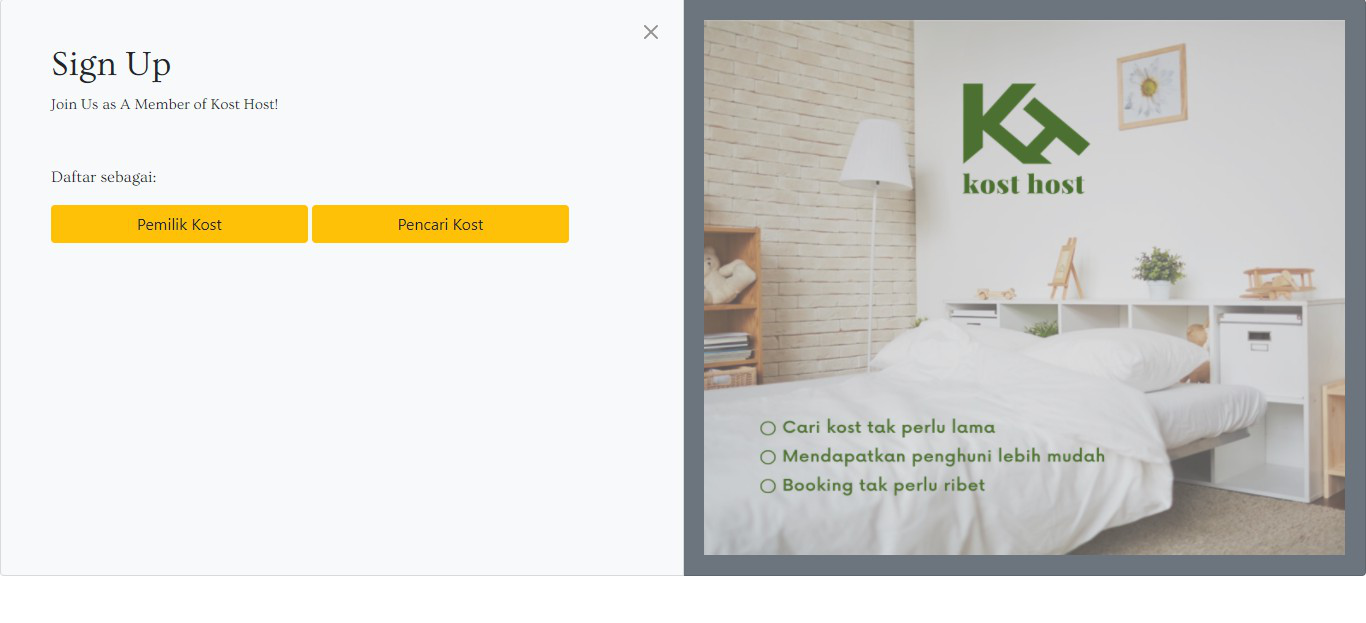 Sign Up
Join Us as A Member of Kost Host!
Daftar sebagai:
Pemilik Kost
Pencari Kost
KH
kost host
Cari kost tak perlu lama
Mendapatkan penghuni lebih mudah
Booking tak perlu ribet